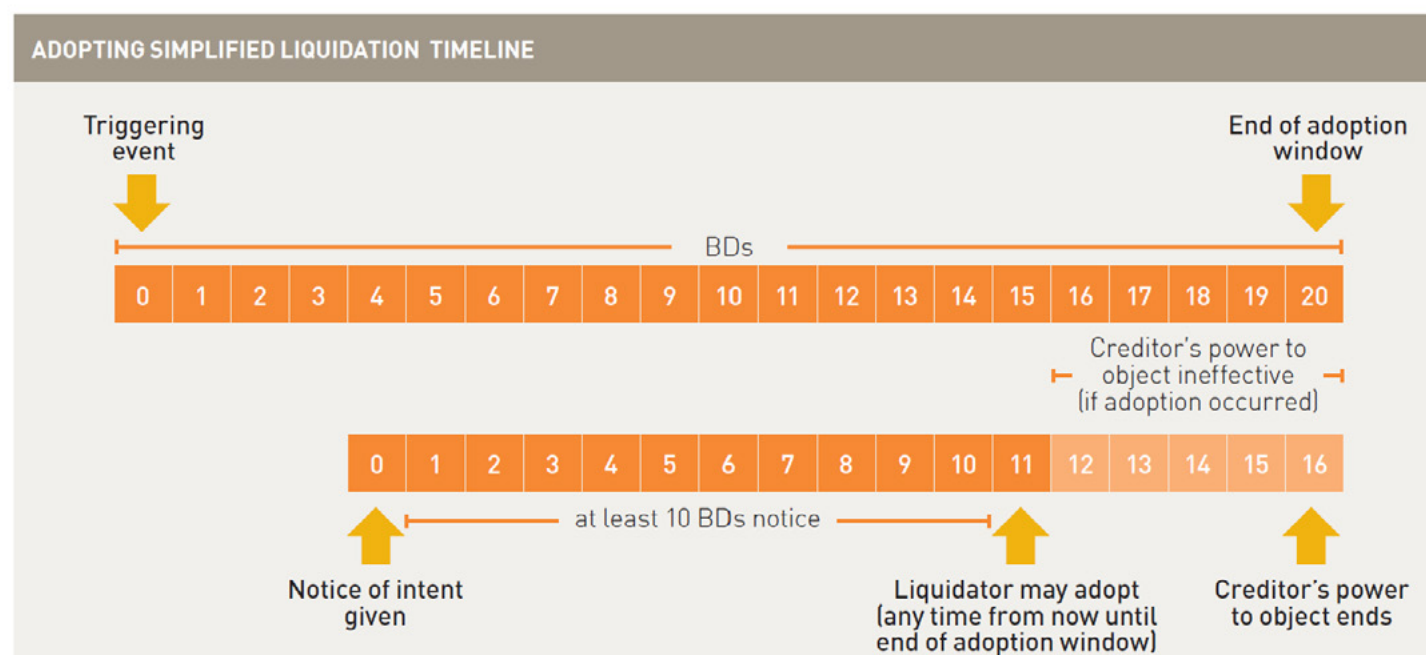 ADOPTING SIMPLIFIED LIQUIDATION TIMELINE
Triggering
event
End of adoption
window
BDs
0 1 2 3 4 5 6 7 8 9 10 11 12 13 14 15 16 17 18 19 20
Creditor's power to
object ineffective
(if adoption occurred)
0 1 2 3 4 5 6 7 8 9 10 11 12 13 14 15 16
at least 10 BDs notice
Notice of intent
given
Liquidator may adopt
(any time from now until
end of adoption window)
Creditor's power
to object ends